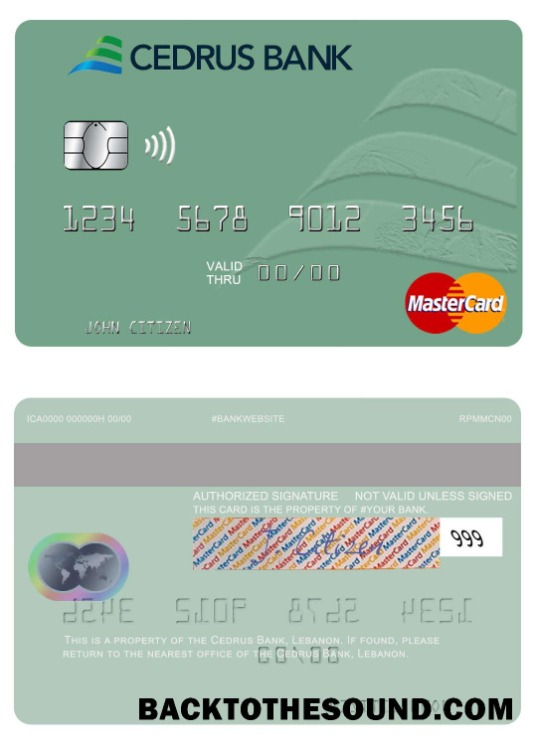 CEDRUS BANK
1234 5678 9012 3456
VALID THRU 00/00
JOHN CITIZEN
MasterCard
ICA0000 000000H 00/00 #BANKWEBSITE RPMMCN00
AUTHORIZED SIGNATURE NOT VALID UNLESS SIGNED
THIS CARD IS THE PROPERTY OF #YOUR BANK.
999
THIS IS A PROPERTY OF THE CEDRUS BANK, LEBANON. IF FOUND, PLEASE
RETURN TO THE NEAREST OFFICE OF THE CEDRUS BANK, LEBANON.
BACKTOTHESOUND.COM